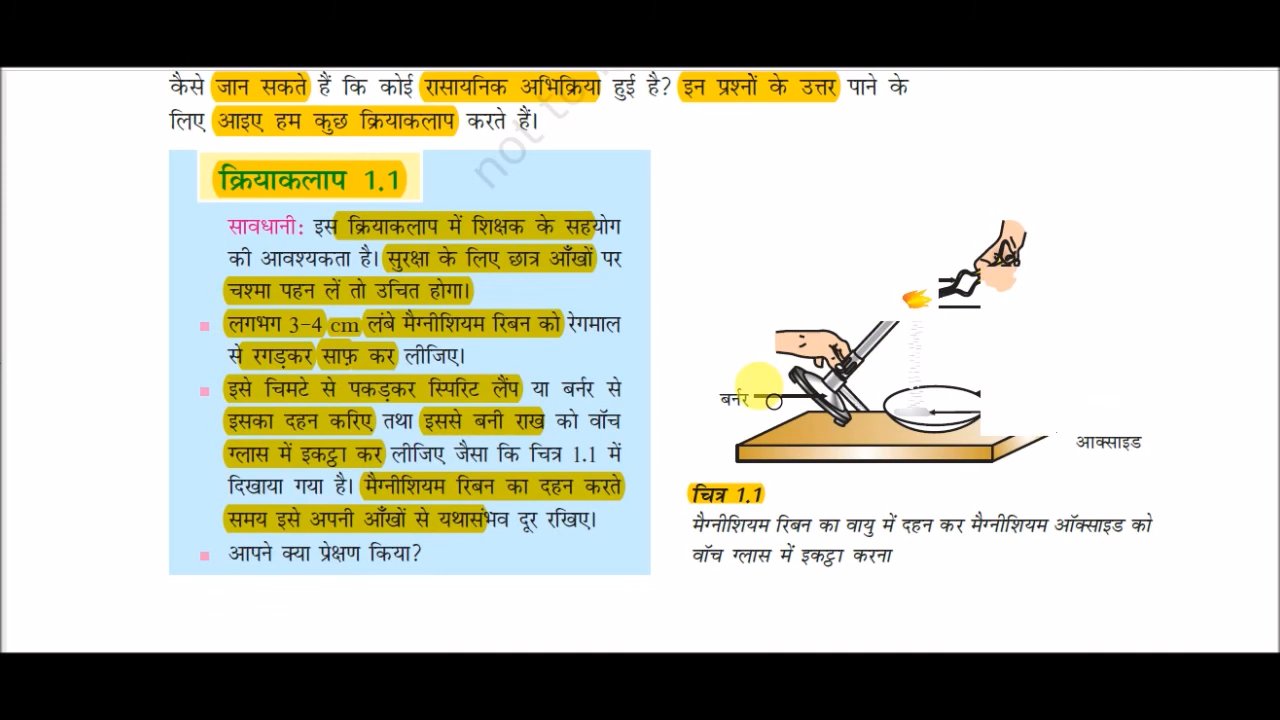 कैसे जान सकते हैं कि कोई रासायनिक अभिक्रिया हुई है? इन प्रश्नों के उत्तर पाने के
लिए आइए हम कुछ क्रियाकलाप करते हैं।
not to
क्रियाकलाप 1.1
सावधानी: इस क्रियाकलाप में शिक्षक के सहयोग
की आवश्यकता है। सुरक्षा के लिए छात्र आँखों पर
चश्मा पहन लें तो उचित होगा।
लगभग 3-4 cm लंबे मैग्नीशियम रिबन को रेगमाल
से रगड़कर साफ़ कर लीजिए।
इसे चिमटे से पकड़कर स्पिरिट लैंप या बर्नर से
इसका दहन करिए तथा इससे बनी राख को वॉच
ग्लास में इकट्ठा कर लीजिए जैसा कि चित्र 1.1 में
दिखाया गया है। मैग्नीशियम रिबन का दहन करते
समय इसे अपनी आँखों से यथासंभव दूर रखिए।
आपने क्या प्रेक्षण किया?
बर्नर
आक्साइड
चित्र 1.1
मैग्नीशियम रिबन का वायु में दहन कर मैग्नीशियम ऑक्साइड को
वॉच ग्लास में इकट्ठा करना